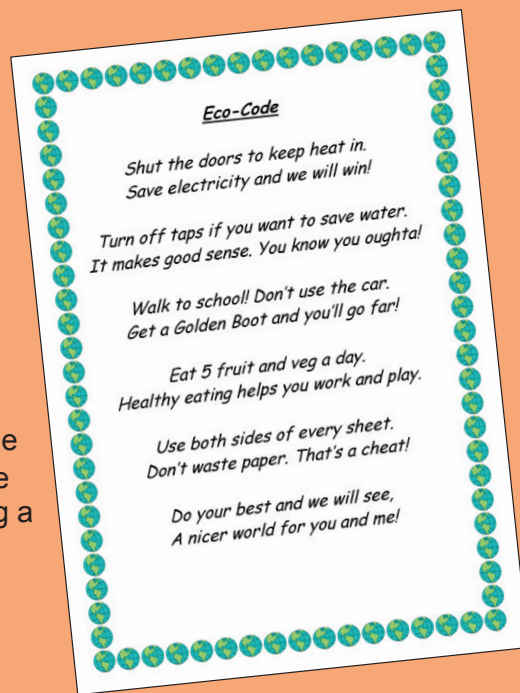 Eco-Code
Shut the doors to keep heat in.
Save electricity and we will win!
Turn off taps if you want to save water.
It makes good sense. You know you oughta!
Walk to school! Don't use the car.
Get a Golden Boot and you'll go far!
Eat 5 fruit and veg a day.
Healthy eating helps you work and play.
Use both sides of every sheet.
Don't waste paper. That's a cheat!
Do your best and we will see,
A nicer world for you and me!
e
e
g a